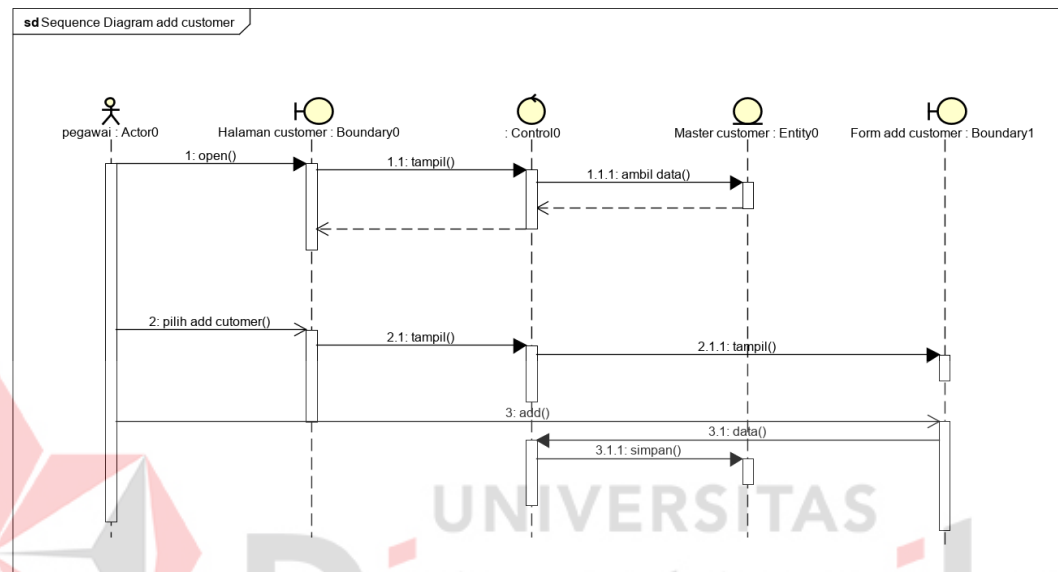 sd Sequence Diagram add customer
pegawai : Actor0
Halaman customer : Boundary0
: Control0
Master customer : Entity0
Form add customer : Boundary1
1: open()
1.1: tampil()
1.1.1: ambil data()
2: pilih add cutomer()
2.1: tampil()
2.1.1: tampil()
3: add()
3.1: data()
3.1.1: simpan()
UNIVERSITAS